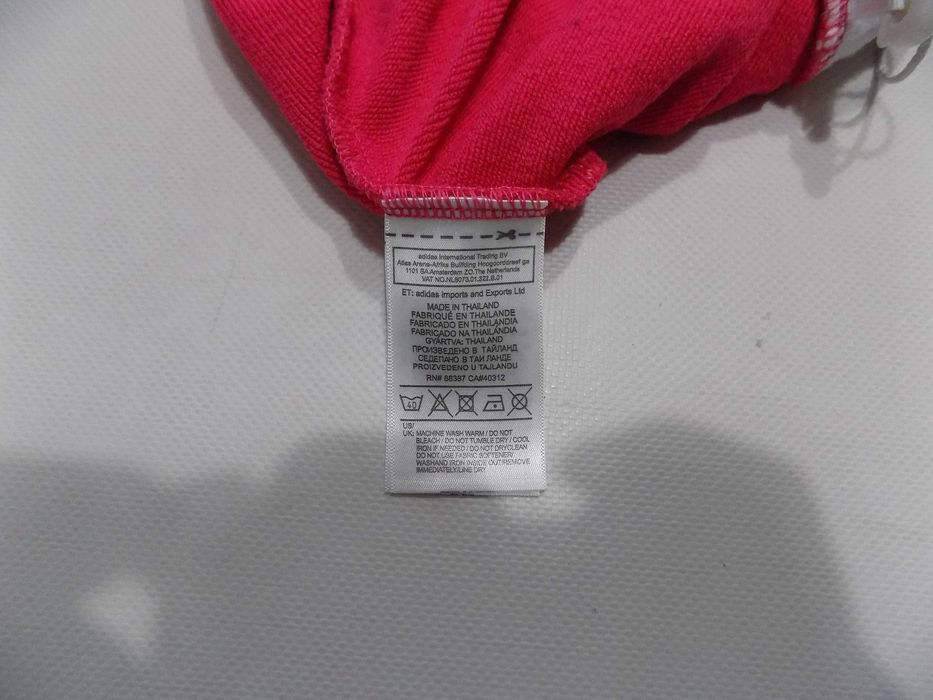 adidas International Trading BV
Atlas Arena-Afrika Building Hoogoorddreef 9a
1101 BA Amsterdam ZO.The Netherlands
VAT NO.NL8073.01.322.B.01
ET: adidas Imports and Exports Ltd
MADE IN THAILAND
FABRIQUÉ EN THAILANDE
FABRICADO EN THAILANDIA
FABRICADO NA THAILÂNDIA
GYÁRTVA: THAILAND
ПРОИЗВЕДЕНО В ТАЙЛАНД
СЕДЕПАНО В ТАИ ЛАНДЕ
PROIZVEDENO U TAJLANDU
RN# 88387 CA#40312
40
US/
UK: MACHINE WASH WARM / DO NOT
BLEACH / DO NOT TUMBLE DRY / COOL
IRON IF NEEDED / DO NOT DRYCLEAN
DO NOT USE FABRIC SOFTENER/
WASHAND IRON INSIDE OUT/REMOVE
IMMEDIATELY/LINE DRY